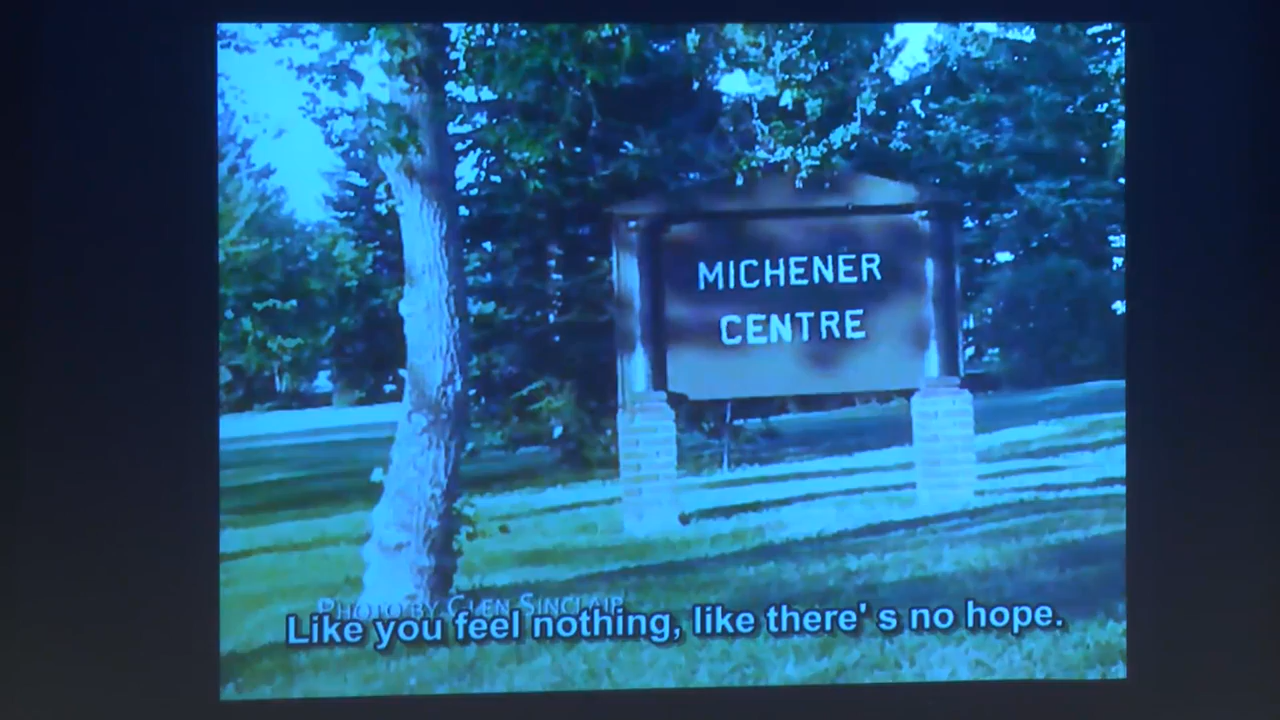 MICHENER
CENTRE
PHOTO BY GLEN SINCLAIR
Like you feel nothing, like there' s no hope.